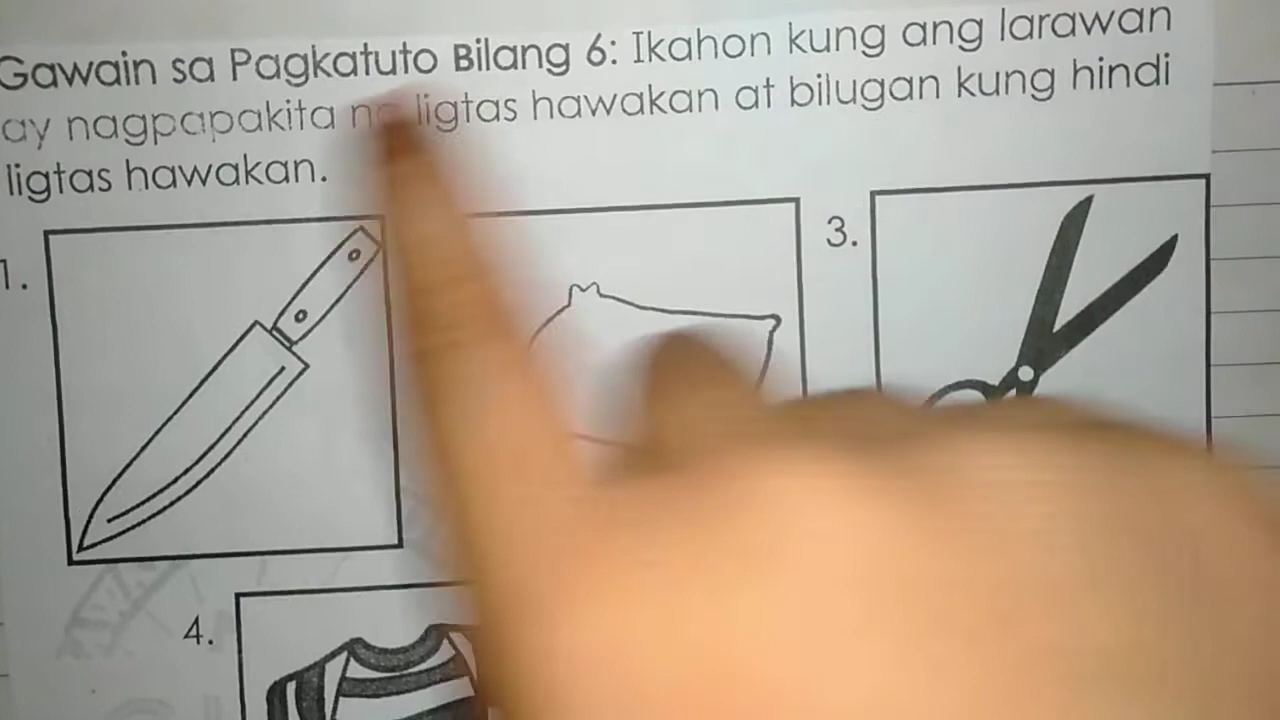 Gawain sa Pagkatuto Bilang 6: Ikahon kung ang larawan
ay nagpapakita ligtas hawakan at bilugan kung hindi
ligtas hawakan.
1.
3.
4.